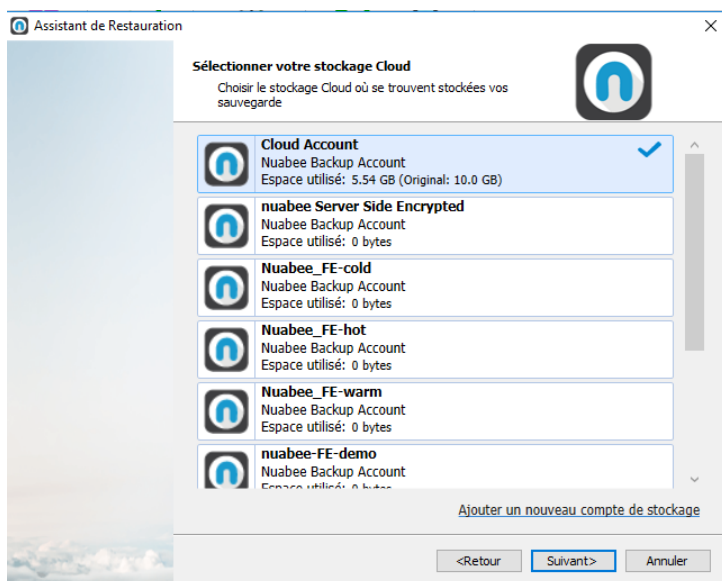 Assistant de Restauration
Sélectionner votre stockage Cloud
Choisir le stockage Cloud où se trouvent stockées vos
sauvegarde
Cloud Account
Nuabee Backup Account
Espace utilisé: 5.54 GB (Original: 10.0 GB)
nuabee Server Side Encrypted
Nuabee Backup Account
Espace utilisé: 0 bytes
Nuabee_FE-cold
Nuabee Backup Account
Espace utilisé: 0 bytes
Nuabee_FE-hot
Nuabee Backup Account
Espace utilisé: 0 bytes
Nuabee_FE-warm
Nuabee Backup Account
Espace utilisé: 0 bytes
nuabee-FE-demo
Nuabee Backup Account
Espace utilisé: 0 bytes
Ajouter un nouveau compte de stockage
<Retour Suivant> Annuler